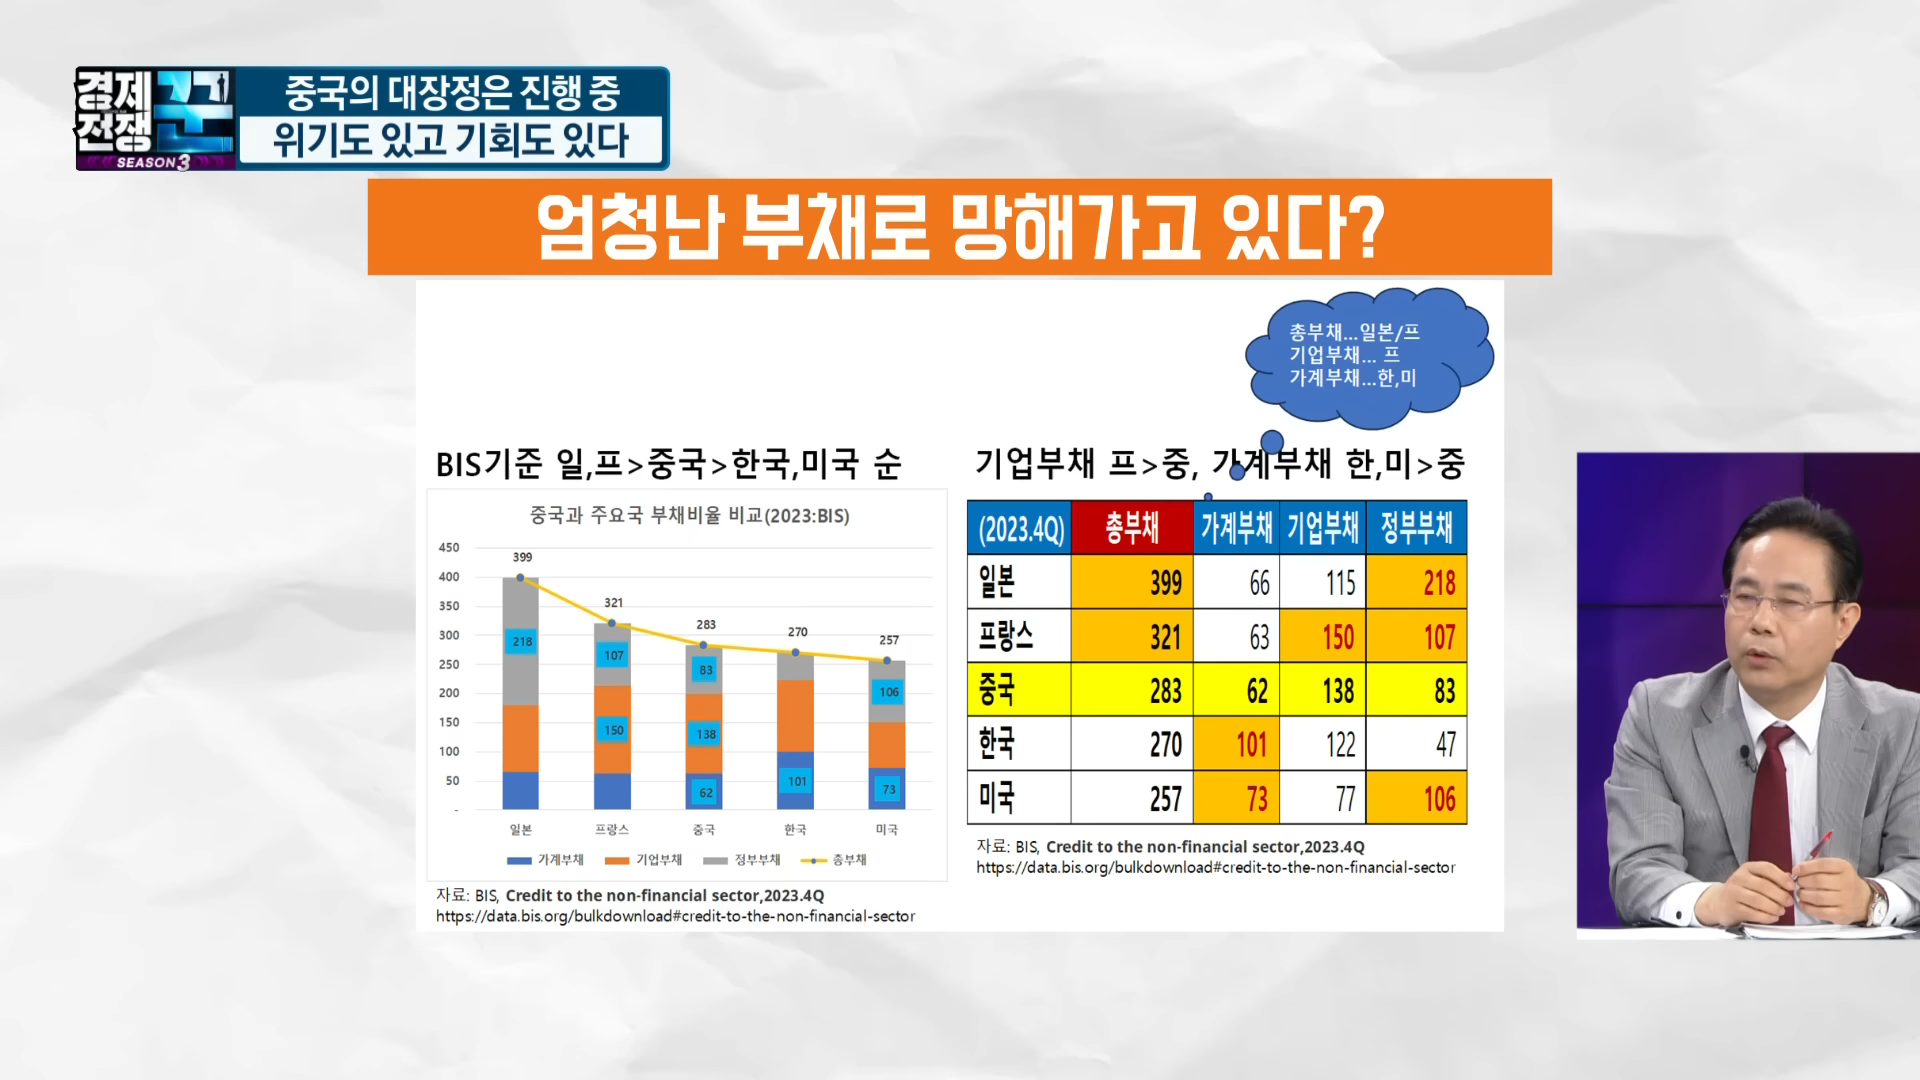 경제
전쟁
꾼
SEASON3
중국의 대장정은 진행 중
위기도 있고 기회도 있다
엄청난 부채로 망해가고 있다?
총부채...일본/프
기업부채... 프
가계부채...한,미
BIS기준 일,프>중국>한국,미국 순
중국과 주요국 부채비율 비교(2023:BIS)
450
400
350
300
250
200
150
100
50
-
399
321
283
270
257
218
107
83
106
150
138
62
101
73
일본 프랑스 중국 한국 미국
가계부채 기업부채 정부부채 총부채
자료: BIS, Credit to the non-financial sector,2023.4Q
https://data.bis.org/bulkdownload#credit-to-the-non-financial-sector
기업부채 프>중, 가계부채 한,미>중
(2023.4Q) 총부채 가계부채 기업부채 정부부채
일본 399 66 115 218
프랑스 321 63 150 107
중국 283 62 138 83
한국 270 101 122 47
미국 257 73 77 106
자료: BIS, Credit to the non-financial sector,2023.4Q
https://data.bis.org/bulkdownload#credit-to-the-non-financial-sector